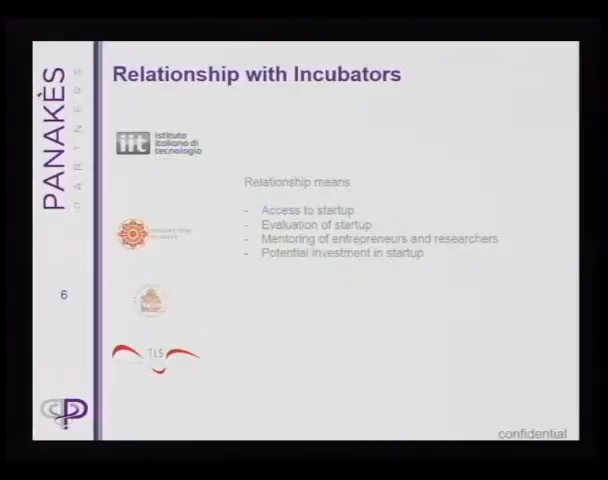 Relationship with Incubators
PANAKÈS
PARTNERS
iit
istituto
italiano di
tecnologia
Relationship means
- Access to startup
- Evaluation of startup
- Mentoring of entrepreneurs and researchers
- Potential investment in startup
6
TLS
confidential